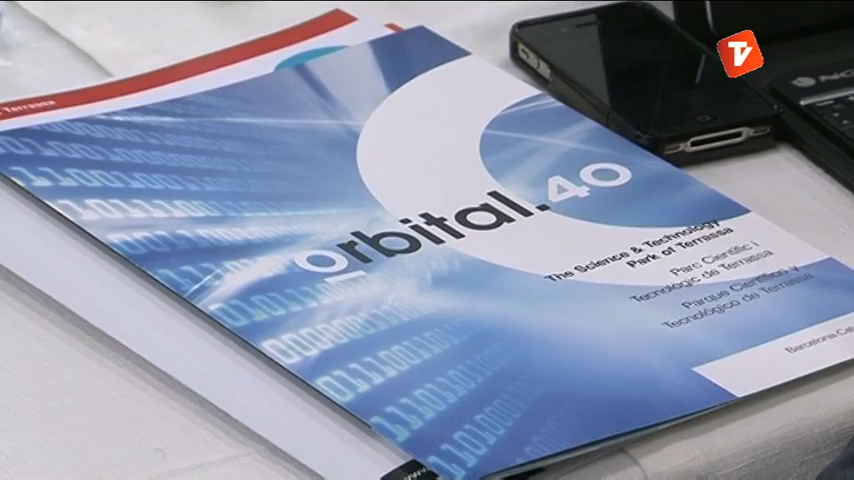 TV
Terrassa
orbital.40
The Science & Technology
Park of Terrassa
Parc Científic i
Tecnològic de Terrassa
Parque Científico y
Tecnológico de Terrassa